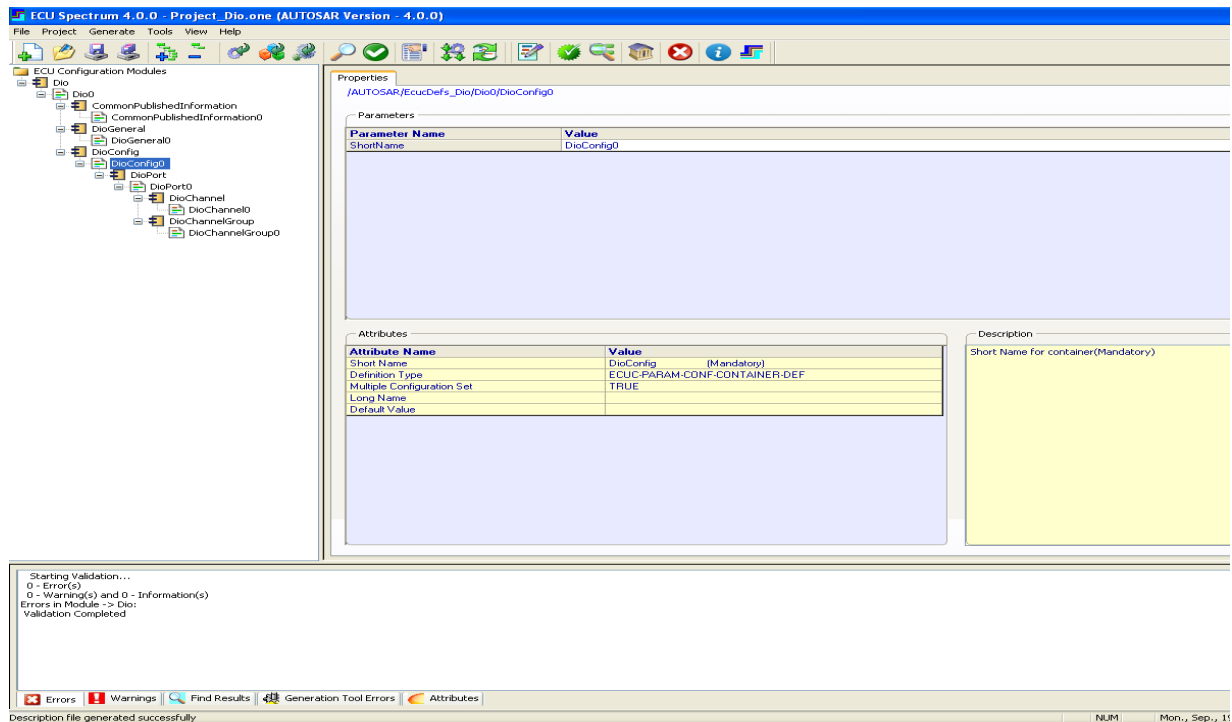 ECU Spectrum 4.0.0 - Project_Dio.one (AUTOSAR Version - 4.0.0)
File Project Generate Tools View Help
ECU Configuration Modules
Dio
Dio0
CommonPublishedInformation
CommonPublishedInformation0
DioGeneral
DioGeneral0
DioConfig
DioConfig0
DioPort
DioPort0
DioChannel
DioChannel0
DioChannelGroup
DioChannelGroup0
Properties
/AUTOSAR/EcucDefs_Dio/Dio0/DioConfig0
Parameters
Parameter Name Value
ShortName DioConfig0
Attributes
Attribute Name Value
Short Name DioConfig (Mandatory)
Definition Type ECUC-PARAM-CONF-CONTAINER-DEF
Multiple Configuration Set TRUE
Long Name
Default Value
Description
Short Name for container(Mandatory)
Starting Validation...
0 - Error(s)
0 - Warning(s) and 0 - Information(s)
Errors in Module -> Dio:
Validation Completed
Errors Warnings Find Results Generation Tool Errors Attributes
Description file generated successfully NUM Mon., Sep., 19